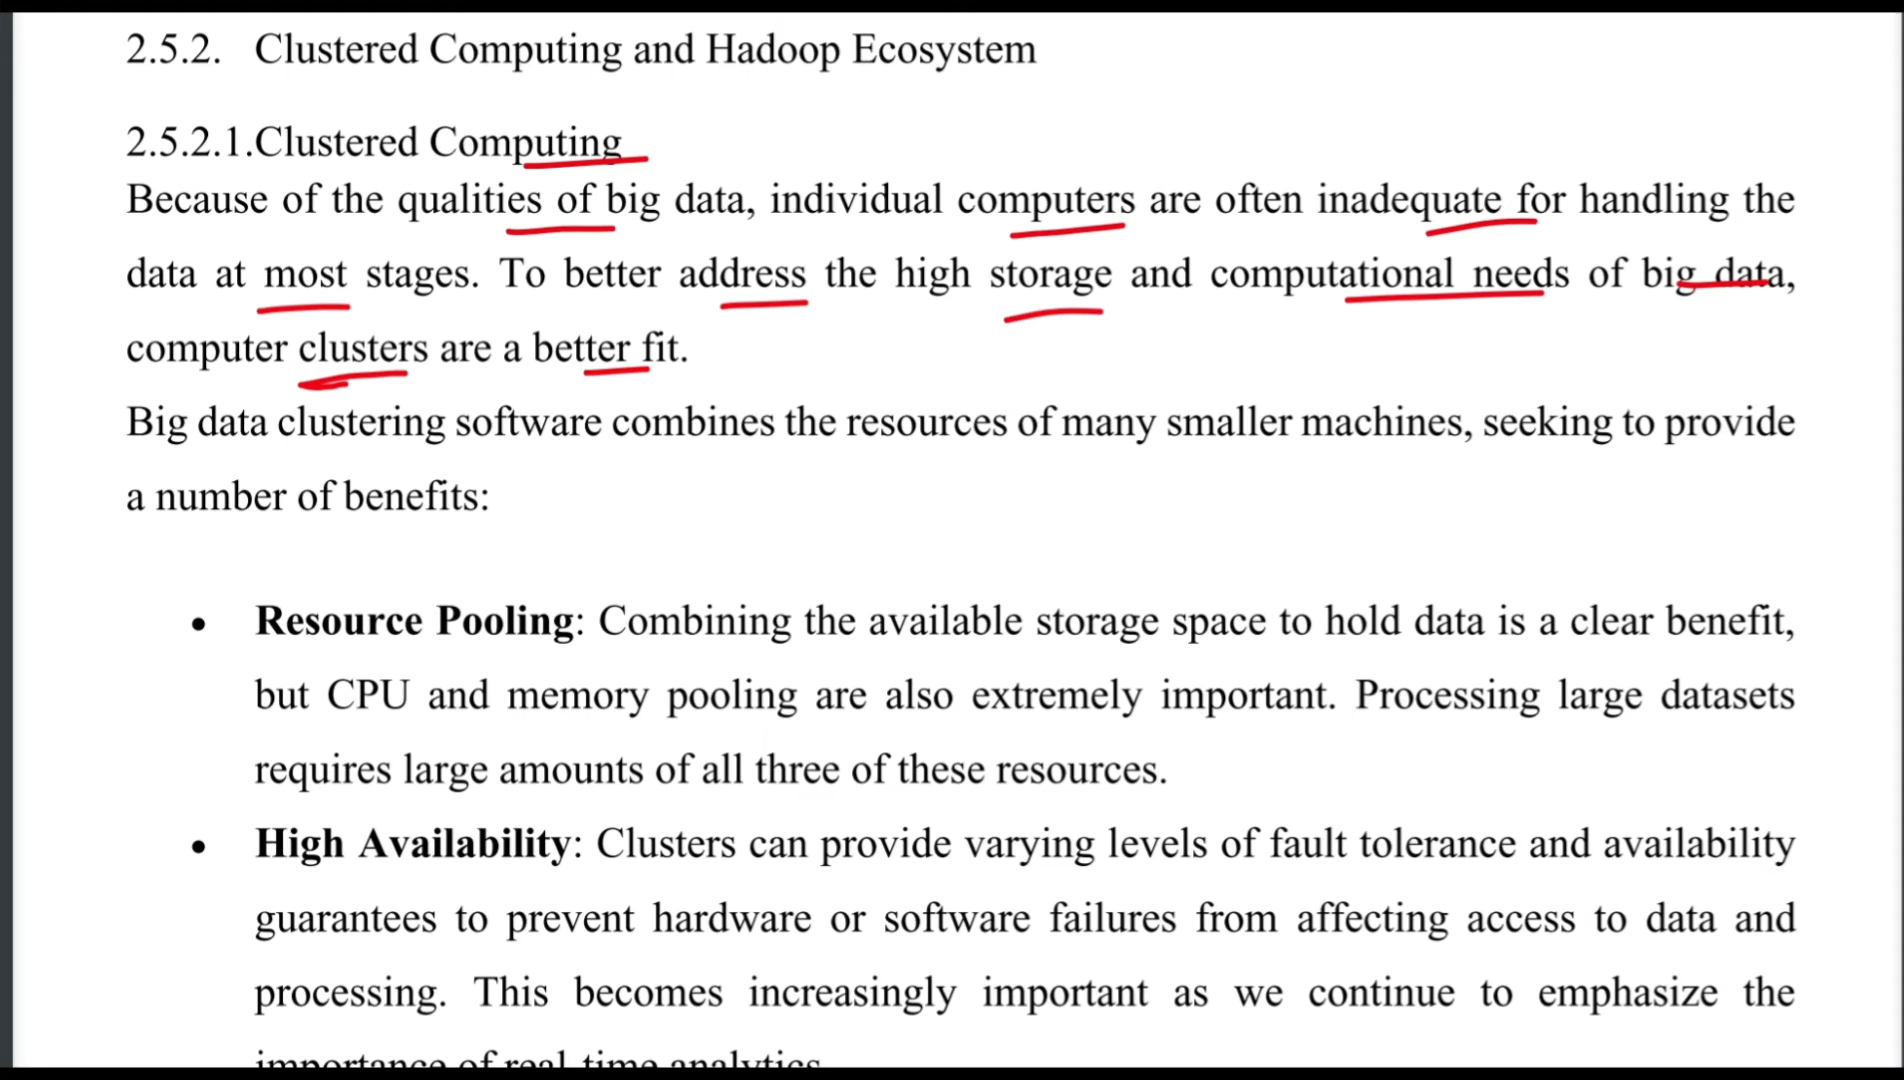 2.5.2. Clustered Computing and Hadoop Ecosystem
2.5.2.1.Clustered Computing
Because of the qualities of big data, individual computers are often inadequate for handling the
data at most stages. To better address the high storage and computational needs of big data,
computer clusters are a better fit.
Big data clustering software combines the resources of many smaller machines, seeking to provide
a number of benefits:
• Resource Pooling: Combining the available storage space to hold data is a clear benefit,
but CPU and memory pooling are also extremely important. Processing large datasets
requires large amounts of all three of these resources.
• High Availability: Clusters can provide varying levels of fault tolerance and availability
guarantees to prevent hardware or software failures from affecting access to data and
processing. This becomes increasingly important as we continue to emphasize the
importance of real-time analytics